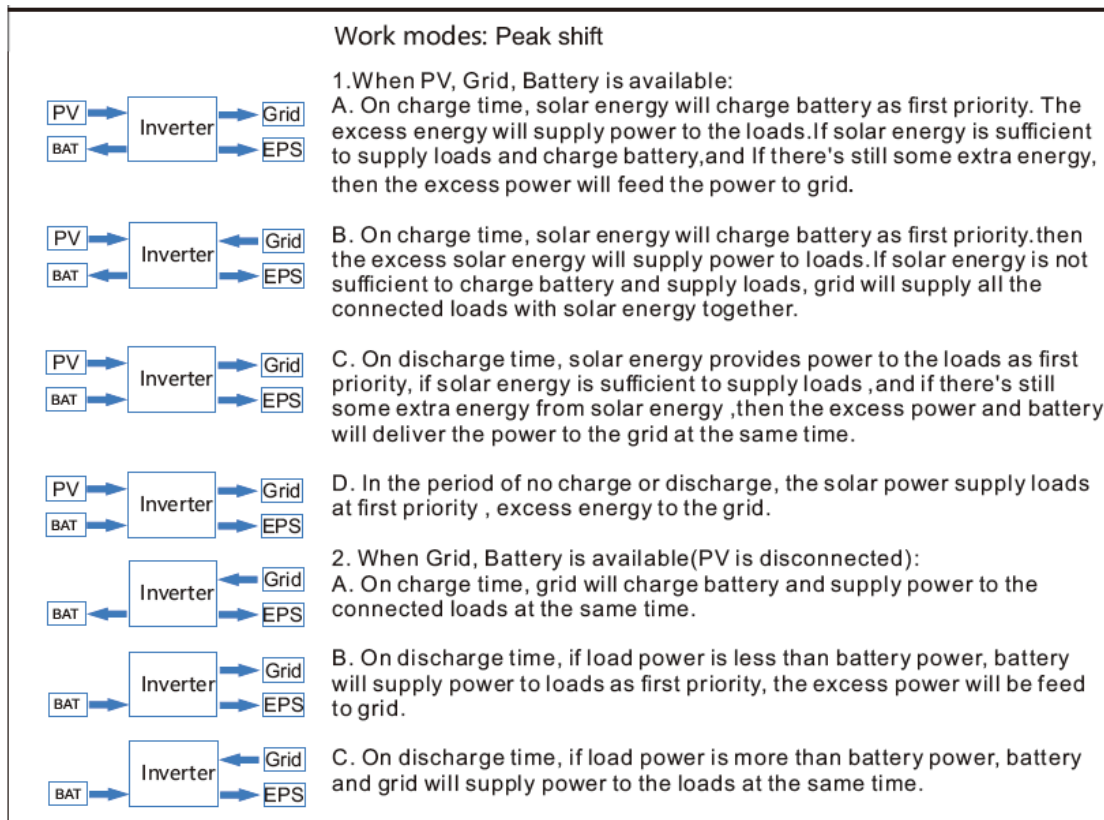 Work modes: Peak shift
1.When PV, Grid, Battery is available:
PV
Inverter
Grid
BAT
EPS
A. On charge time, solar energy will charge battery as first priority. The
excess energy will supply power to the loads.If solar energy is sufficient
to supply loads and charge battery,and If there's still some extra energy,
then the excess power will feed the power to grid.
PV
Inverter
Grid
BAT
EPS
B. On charge time, solar energy will charge battery as first priority.then
the excess solar energy will supply power to loads.If solar energy is not
sufficient to charge battery and supply loads, grid will supply all the
connected loads with solar energy together.
PV
Inverter
Grid
BAT
EPS
C. On discharge time, solar energy provides power to the loads as first
priority, if solar energy is sufficient to supply loads ,and if there's still
some extra energy from solar energy ,then the excess power and battery
will deliver the power to the grid at the same time.
PV
Inverter
Grid
BAT
EPS
D. In the period of no charge or discharge, the solar power supply loads
at first priority , excess energy to the grid.
2. When Grid, Battery is available(PV is disconnected):
Inverter
Grid
BAT
EPS
A. On charge time, grid will charge battery and supply power to the
connected loads at the same time.
Inverter
Grid
BAT
EPS
B. On discharge time, if load power is less than battery power, battery
will supply power to loads as first priority, the excess power will be feed
to grid.
Inverter
Grid
BAT
EPS
C. On discharge time, if load power is more than battery power, battery
and grid will supply power to the loads at the same time.